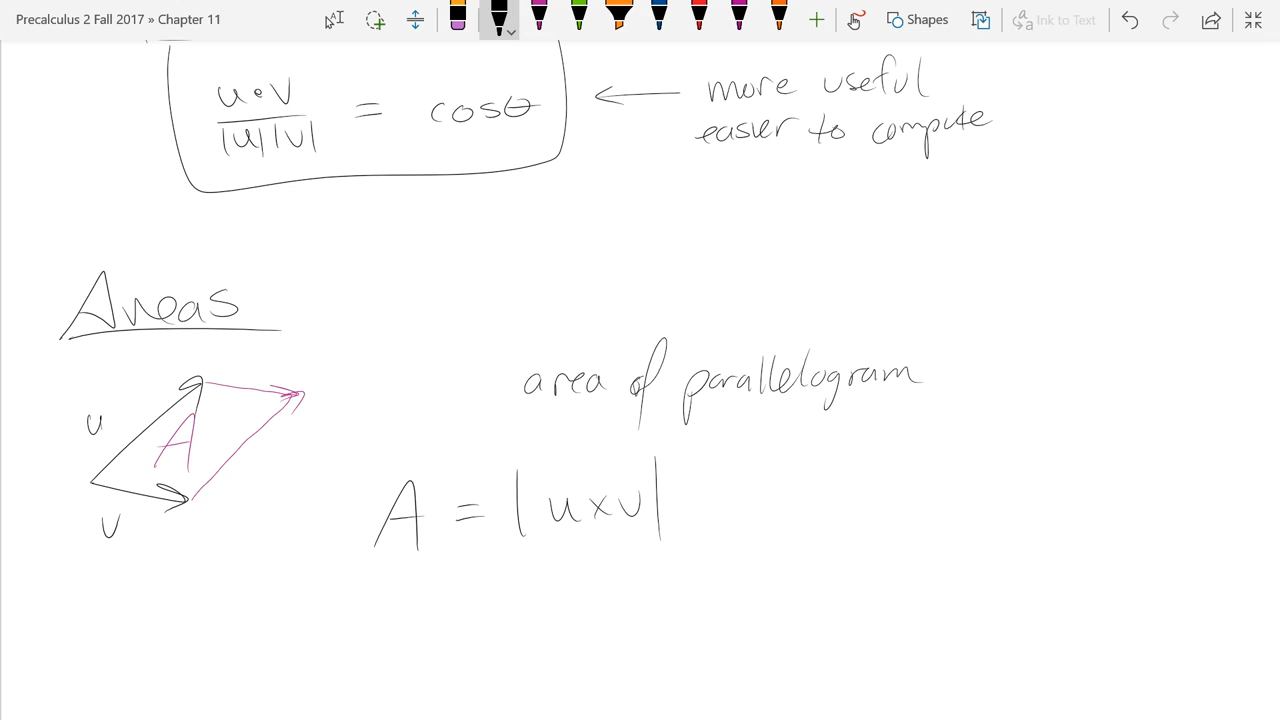 Precalculus 2 Fall 2017 » Chapter 11
Shapes
Ink to Text
u•v
|u||v|
= cosθ
← more useful
easier to compute
Areas
u
A
v
area of parallelogram
A = |u×v|